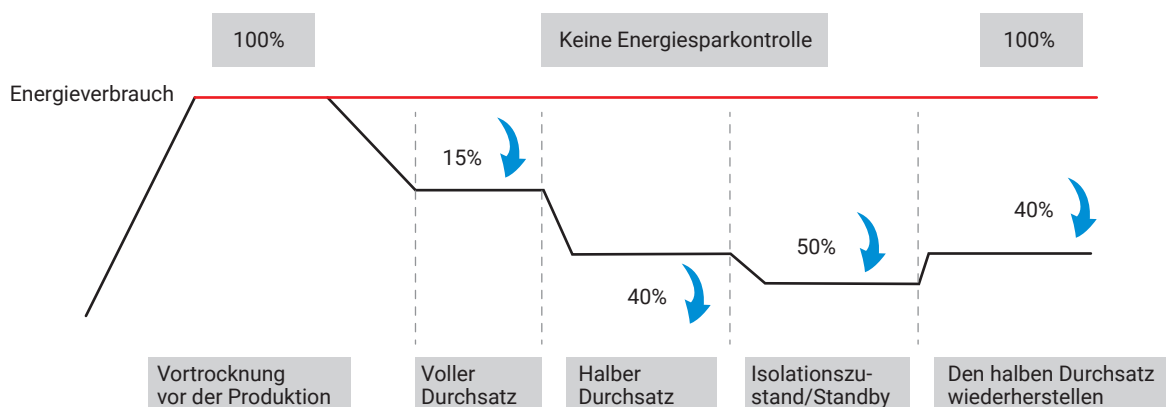 100%
Keine Energiesparkontrolle
100%
Energieverbrauch
15%
40%
50%
40%
Vortrocknung
vor der Produktion
Voller
Durchsatz
Halber
Durchsatz
Isolationszu-
stand/Standby
Den halben Durchsatz
wiederherstellen